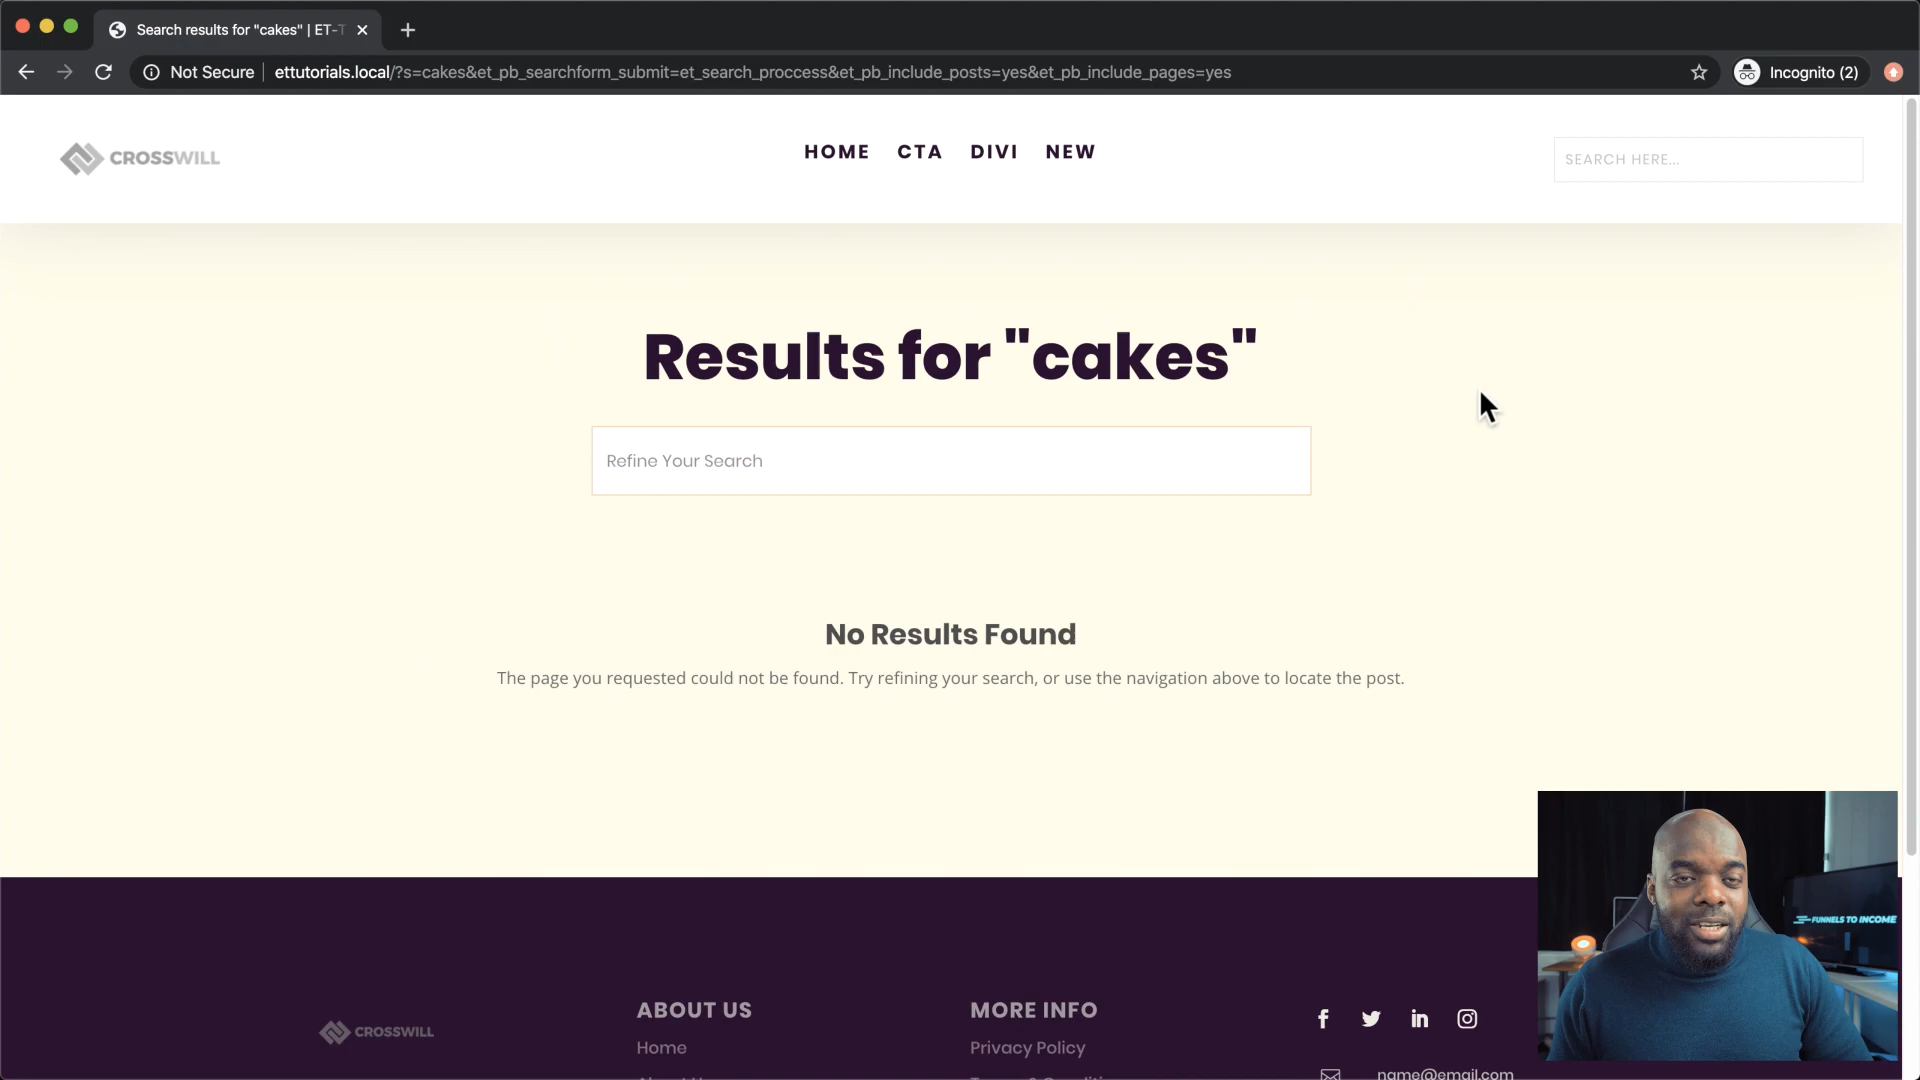 Search results for "cakes" | ET-T
Not Secure
ettutorials.local/?s=cakes&et_pb_searchform_submit=et_search_proccess&et_pb_include_posts=yes&et_pb_include_pages=yes
Incognito (2)
CROSSWILL
HOME CTA DIVI NEW
SEARCH HERE...
Results for "cakes"
Refine Your Search
No Results Found
The page you requested could not be found. Try refining your search, or use the navigation above to locate the post.
FUNNELS TO INCOME
CROSSWILL
ABOUT US
Home
MORE INFO
Privacy Policy
name@email.com